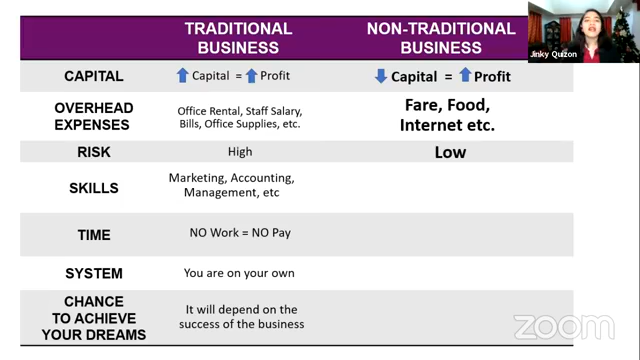 TRADITIONAL
BUSINESS
NON-TRADITIONAL
BUSINESS
Jinky Quizon
CAPITAL
Capital = Profit
Capital = Profit
OVERHEAD
EXPENSES
Office Rental, Staff Salary,
Bills, Office Supplies, etc.
Fare, Food,
Internet etc.
RISK
High
Low
SKILLS
Marketing, Accounting,
Management, etc
TIME
NO Work = NO Pay
SYSTEM
You are on your own
CHANCE
TO ACHIEVE
YOUR DREAMS
It will depend on the
success of the business
zoom